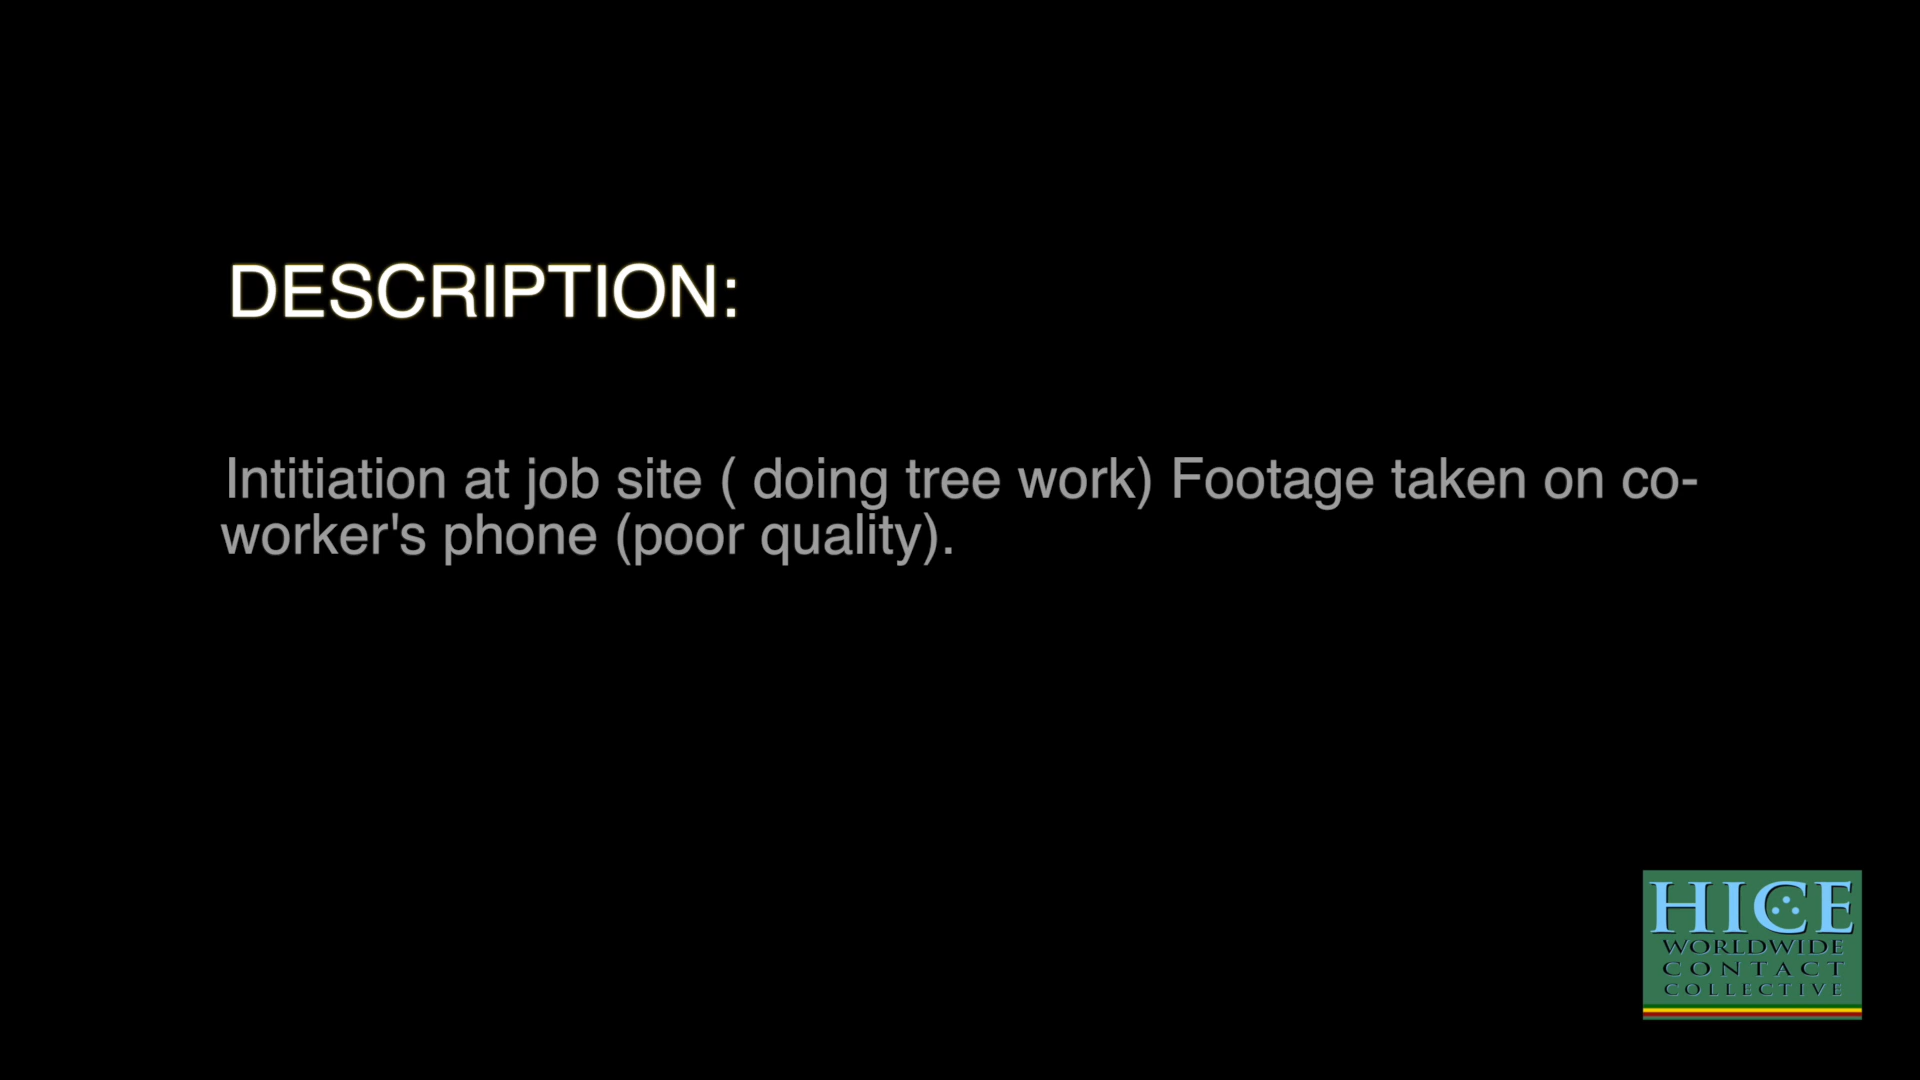 DESCRIPTION:
Intitiation at job site ( doing tree work) Footage taken on co-
worker's phone (poor quality).
HICE
WORLDWIDE
CONTACT
COLLECTIVE